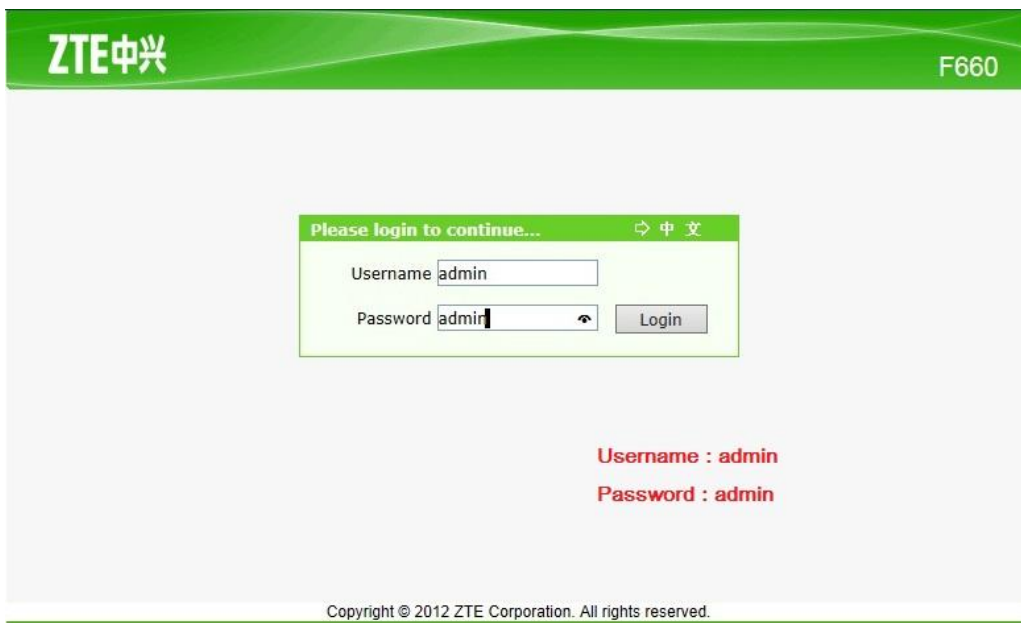 ZTE中兴
F660
Please login to continue... 中 文
Username admin
Password admin Login
Username : admin
Password : admin
Copyright © 2012 ZTE Corporation. All rights reserved.